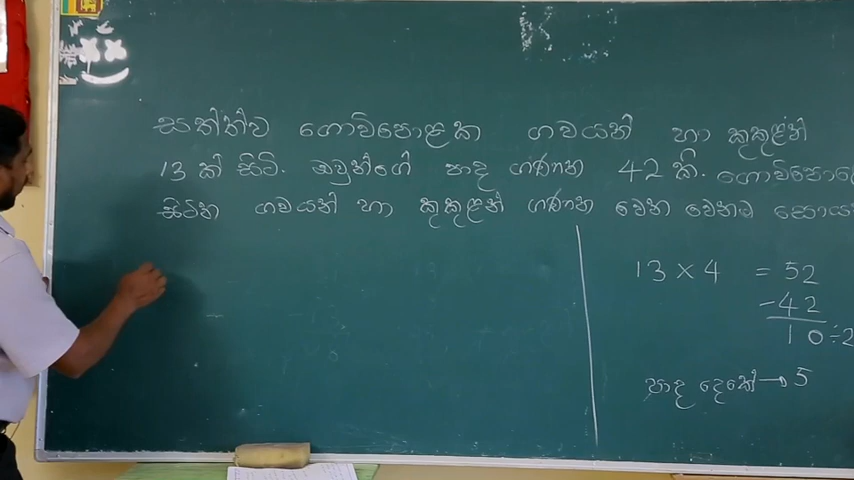 සත්ත්ව ගොවිපොළක ගවයන් හා කුකුළන්
13 ක් සිටී. ඔවුන්ගේ පාද ගණන 42 කි. ගොවිපොළේ
සිටින ගවයන් හා කුකුළන් ගණන වෙන වෙනම සොය
13 × 4 = 52
- 42
10 ÷ 2
පාද දෙකේ → 5